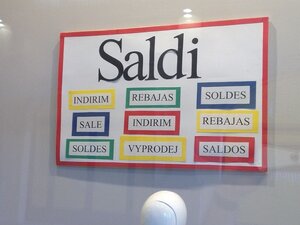 Saldi
INDIRIM REBAJAS SOLDES
SALE INDIRIM REBAJAS
SOLDES VYPRODEJ SALDOS